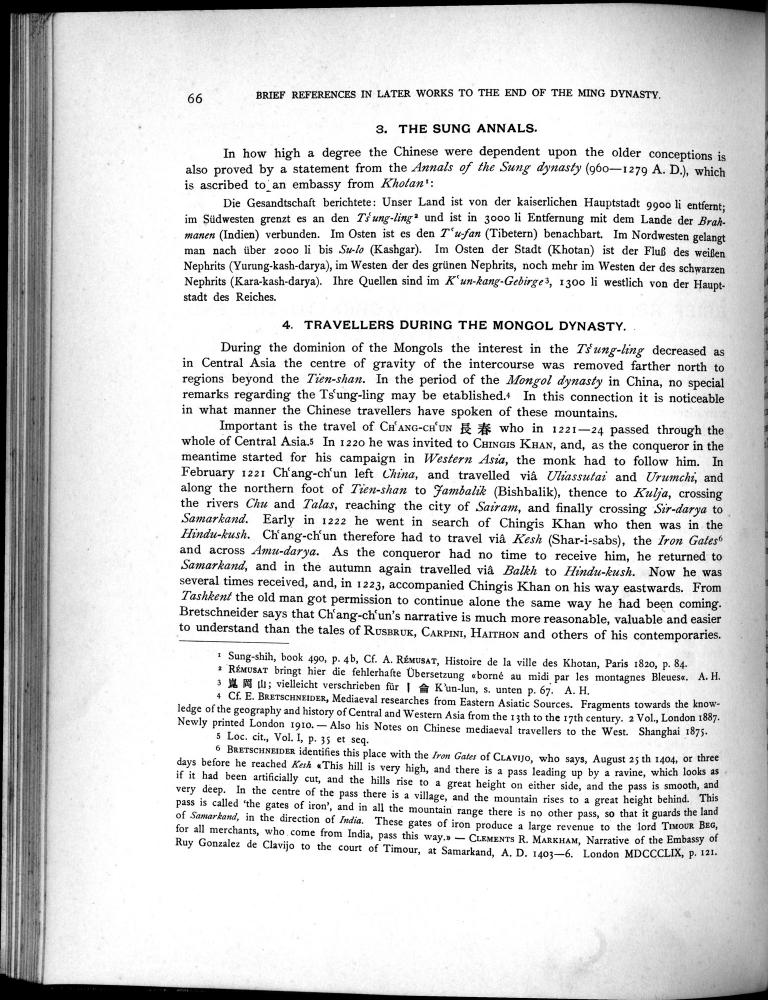 66
BRIEF REFERENCES IN LATER WORKS TO THE END OF THE MING DYNASTY.
3. THE SUNG ANNALS.
In how high a degree the Chinese were dependent upon the older conceptions is
also proved by a statement from the Annals of the Sung dynasty (960—1279 A. D.), which
is ascribed to an embassy from Khotan¹:
Die Gesandtschaft berichtete: Unser Land ist von der kaiserlichen Hauptstadt 9900 li entfernt;
im Südwesten grenzt es an den Ts‘ung-ling² und ist in 3000 li Entfernung mit dem Lande der Brah-
manen (Indien) verbunden. Im Osten ist es den T‘u-fan (Tibetern) benachbart. Im Nordwesten gelangt
man nach über 2000 li bis Su-lo (Kashgar). Im Osten der Stadt (Khotan) ist der Fluß des weißen
Nephrits (Yurung-kash-darya), im Westen der des grünen Nephrits, noch mehr im Westen der des schwarzen
Nephrits (Kara-kash-darya). Ihre Quellen sind im K‘un-kang-Gebirge³, 1300 li westlich von der Haupt-
stadt des Reiches.
4. TRAVELLERS DURING THE MONGOL DYNASTY.
During the dominion of the Mongols the interest in the Ts‘ung-ling decreased as
in Central Asia the centre of gravity of the intercourse was removed farther north to
regions beyond the Tien-shan. In the period of the Mongol dynasty in China, no special
remarks regarding the Ts‘ung-ling may be etablished.⁴ In this connection it is noticeable
in what manner the Chinese travellers have spoken of these mountains.
Important is the travel of CH‘ANG-CH‘UN 長春 who in 1221—24 passed through the
whole of Central Asia.⁵ In 1220 he was invited to CHINGIS KHAN, and, as the conqueror in the
meantime started for his campaign in Western Asia, the monk had to follow him. In
February 1221 Ch‘ang-ch‘un left China, and travelled viâ Uliassutai and Urumchi, and
along the northern foot of Tien-shan to Jambalik (Bishbalik), thence to Kulja, crossing
the rivers Chu and Talas, reaching the city of Sairam, and finally crossing Sir-darya to
Samarkand. Early in 1222 he went in search of Chingis Khan who then was in the
Hindu-kush. Ch‘ang-ch‘un therefore had to travel viâ Kesh (Shar-i-sabs), the Iron Gates⁶
and across Amu-darya. As the conqueror had no time to receive him, he returned to
Samarkand, and in the autumn again travelled viâ Balkh to Hindu-kush. Now he was
several times received, and, in 1223, accompanied Chingis Khan on his way eastwards. From
Tashkent the old man got permission to continue alone the same way he had been coming.
Bretschneider says that Ch‘ang-ch‘un's narrative is much more reasonable, valuable and easier
to understand than the tales of RUSBRUK, CARPINI, HAITHON and others of his contemporaries.
¹ Sung-shih, book 490, p. 4b, Cf. A. RÉMUSAT, Histoire de la ville des Khotan, Paris 1820, p. 84.
² RÉMUSAT bringt hier die fehlerhafte Übersetzung «borné au midi par les montagnes Bleues«. A. H.
³ 崑岡山; vielleicht verschrieben für 丨侖 K‘un-lun, s. unten p. 67. A. H.
⁴ Cf. E. BRETSCHNEIDER, Mediaeval researches from Eastern Asiatic Sources. Fragments towards the know-
ledge of the geography and history of Central and Western Asia from the 13th to the 17th century. 2 Vol., London 1887.
Newly printed London 1910. — Also his Notes on Chinese mediaeval travellers to the West. Shanghai 1875.
⁵ Loc. cit., Vol. I, p. 35 et seq.
⁶ BRETSCHNEIDER identifies this place with the Iron Gates of CLAVIJO, who says, August 25 th 1404, or three
days before he reached Kesh «This hill is very high, and there is a pass leading up by a ravine, which looks as
if it had been artificially cut, and the hills rise to a great height on either side, and the pass is smooth, and
very deep. In the centre of the pass there is a village, and the mountain rises to a great height behind. This
pass is called ‘the gates of iron’, and in all the mountain range there is no other pass, so that it guards the land
of Samarkand, in the direction of India. These gates of iron produce a large revenue to the lord TIMOUR BEG,
for all merchants, who come from India, pass this way.» — CLEMENTS R. MARKHAM, Narrative of the Embassy of
Ruy Gonzalez de Clavijo to the court of Timour, at Samarkand, A. D. 1403—6. London MDCCCLIX, p. 121.